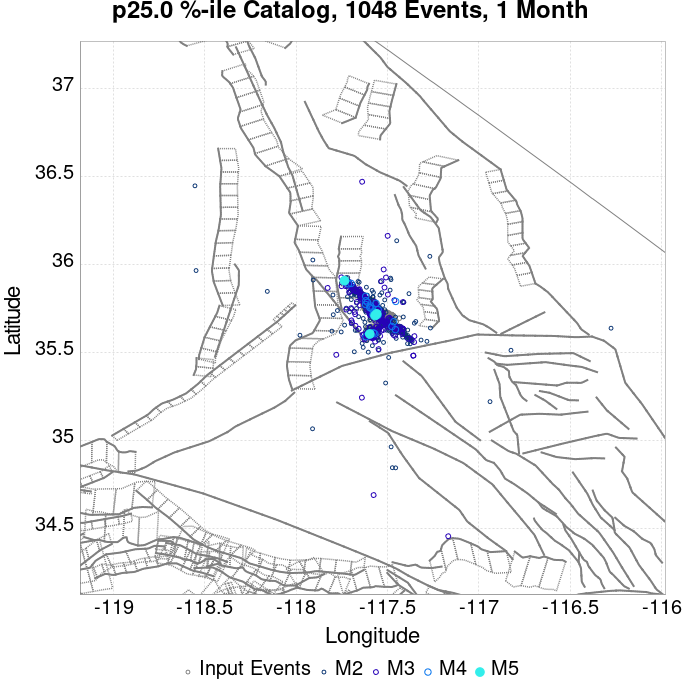 p25.0 %-ile Catalog, 1048 Events, 1 Month
37
36.5
36
35.5
35
34.5
Latitude
-119 -118.5 -118 -117.5 -117 -116.5 -116
Longitude
Input Events M2 M3 M4 M5